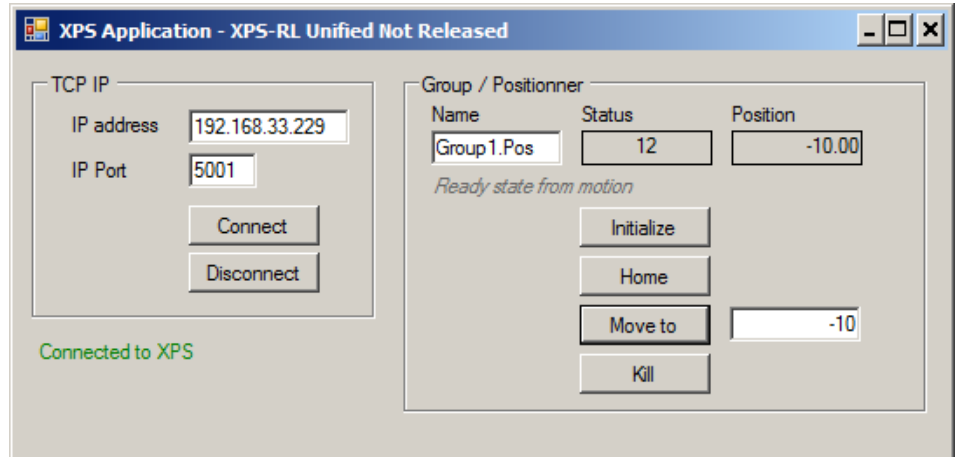 XPS Application - XPS-RL Unified Not Released
TCP IP
IP address 192.168.33.229
IP Port 5001
Connect
Disconnect
Connected to XPS
Group / Positionner
Name Status Position
Group1.Pos 12 -10.00
Ready state from motion
Initialize
Home
Move to -10
Kill